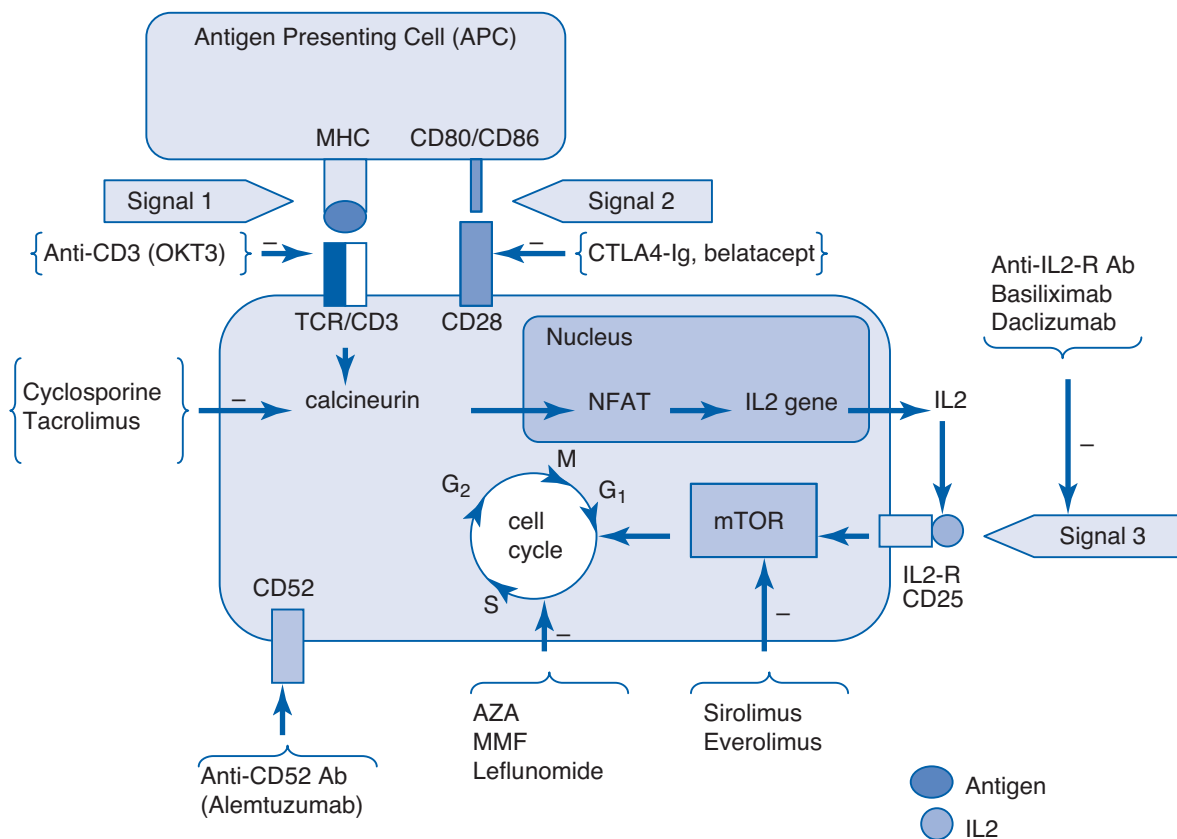 Antigen Presenting Cell (APC)
MHC
CD80/CD86
Signal 1
Signal 2
Anti-CD3 (OKT3)
–
–
CTLA4-Ig, belatacept
Anti-IL2-R Ab
Basiliximab
Daclizumab
TCR/CD3
CD28
Nucleus
Cyclosporine
Tacrolimus
–
calcineurin
NFAT
IL2 gene
IL2
–
M
G2
G1
cell
cycle
S
mTOR
Signal 3
IL2-R
CD25
CD52
–
–
AZA
MMF
Leflunomide
Sirolimus
Everolimus
Anti-CD52 Ab
(Alemtuzumab)
Antigen
IL2